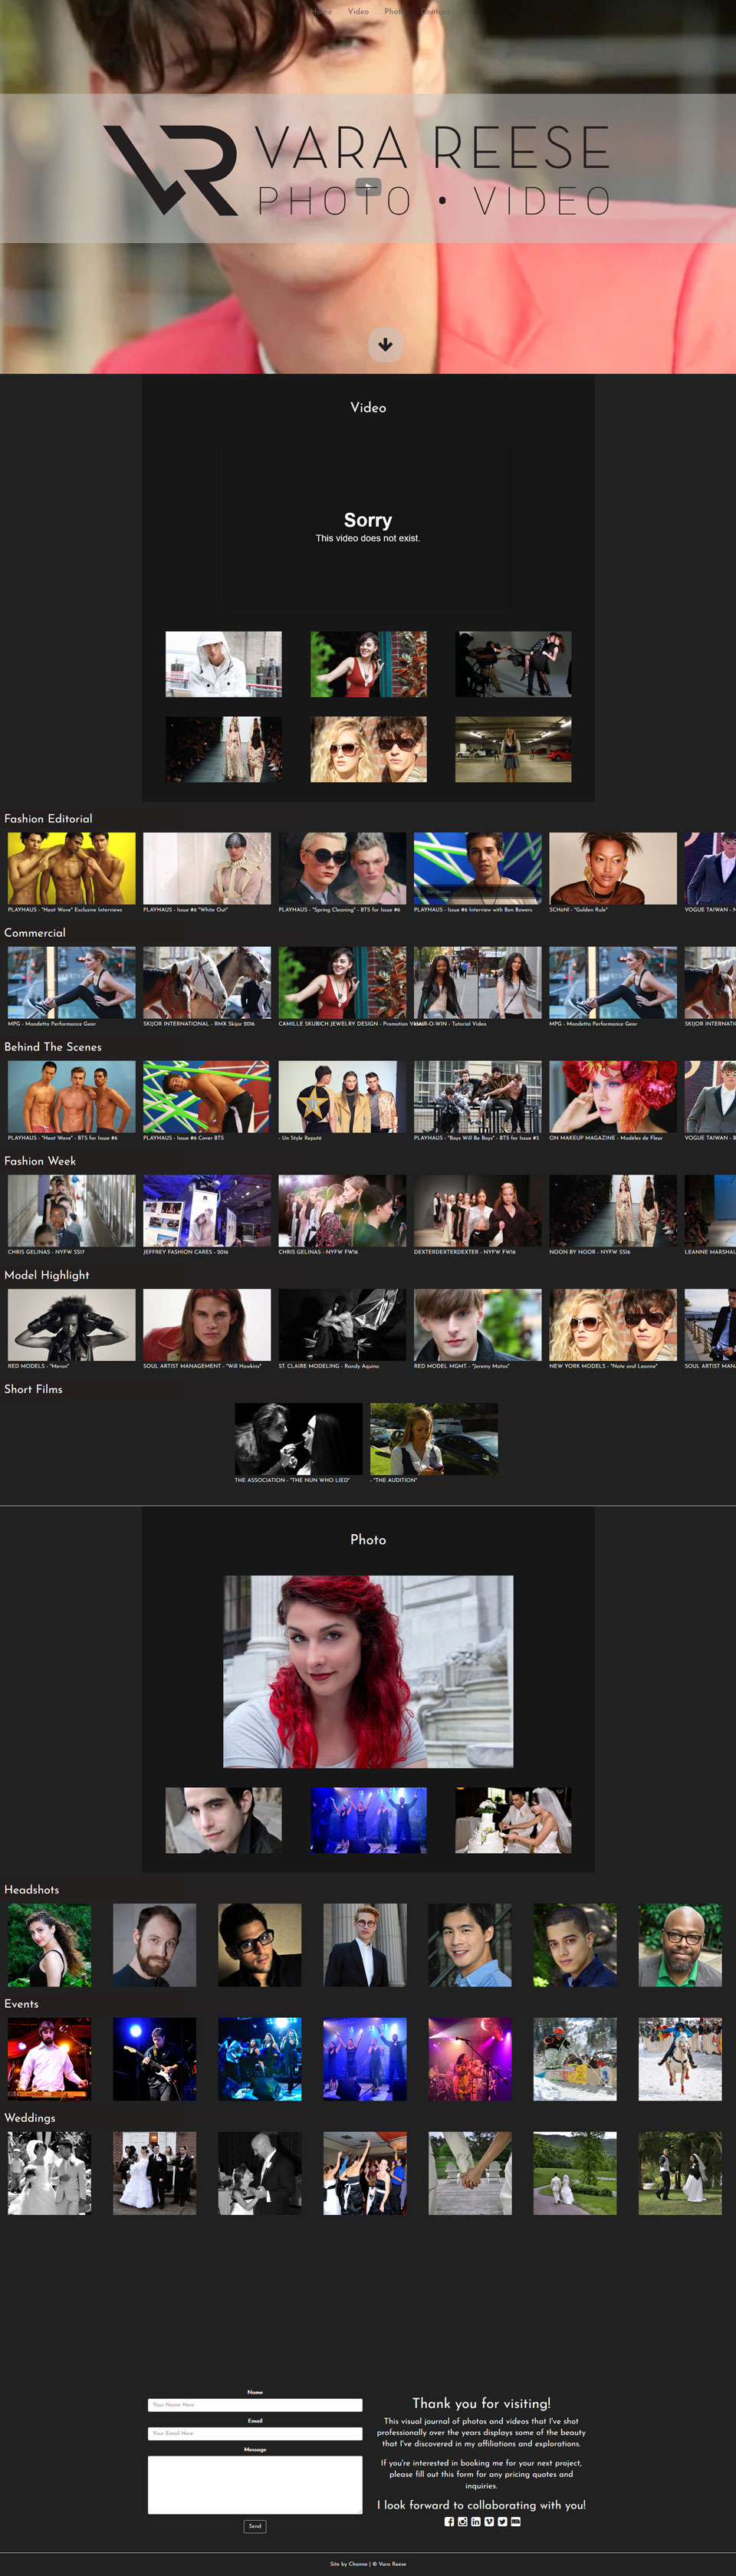 Home Video Photo Contact
VARA REESE
PHOTO • VIDEO
Video
Sorry
This video does not exist.
Fashion Editorial
PLAYHAUS - "Heat Wave" Exclusive Interviews
PLAYHAUS - Issue #6 "White Out"
PLAYHAUS - "Spring Cleaning" - BTS for Issue #6
PLAYHAUS - Issue #6 Interview with Ben Bowers
SCHöN! - "Golden Rule"
VOGUE TAIWAN -
Commercial
MPG - Mondetta Performance Gear
SKIJOR INTERNATIONAL - RMX Skijor 2016
CAMILLE SKUBICH JEWELRY DESIGN - Promotion
-O-WIN - Tutorial Video
MPG - Mondetta Performance Gear
SKIJOR INTERNATI
Behind The Scenes
PLAYHAUS - "Heat Wave" - BTS for Issue #6
PLAYHAUS - Issue #6 Cover BTS
- Un Style Réputé
PLAYHAUS - "Boys Will Be Boys" - BTS for Issue #5
ON MAKEUP MAGAZINE - Modèles de Fleur
VOGUE TAIWAN -
Fashion Week
CHRIS GELINAS - NYFW SS17
JEFFREY FASHION CARES - 2016
CHRIS GELINAS - NYFW FW16
DEXTERDEXTERDEXTER - NYFW FW16
NOON BY NOOR - NYFW SS16
LEANNE MARSHAL
Model Highlight
RED MODELS - "Meron"
SOUL ARTIST MANAGEMENT - "Will Hawkins"
ST. CLAIRE MODELING - Randy Aquino
RED MODEL MGMT. - "Jeremy Matos"
NEW YORK MODELS - "Nate and Leanne"
SOUL ARTIST MAN
Short Films
THE ASSOCIATION - "THE NUN WHO LIED"
- "THE AUDITION"
Photo
Headshots
Events
Weddings
Name
Your Name Here
Email
Your Email Here
Message
Send
Thank you for visiting!
This visual journal of photos and videos that I've shot
professionally over the years displays some of the beauty
that I've discovered in my affiliations and explorations.
If you're interested in booking me for your next project,
please fill out this form for any pricing quotes and
inquiries.
I look forward to collaborating with you!
Site by Channe | © Vara Reese